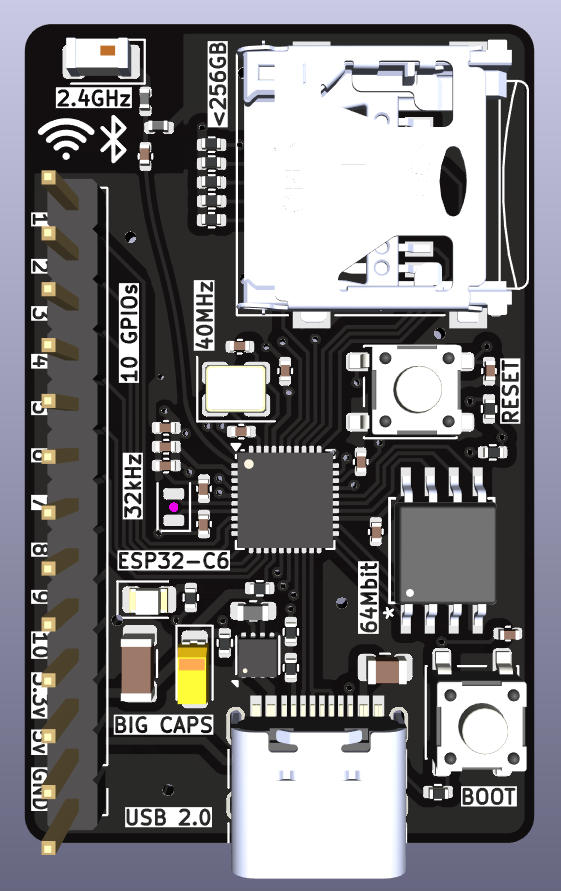 2.4GHz
<256GB
1
2
3
4
5
6
7
8
9
10
3.3v
5v
GND
10 GPIOs
40MHz
RESET
32kHz
ESP32-C6
64Mbit
*
BIG CAPS
USB 2.0
BOOT